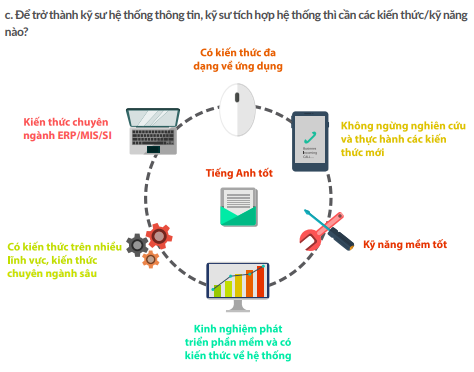 c. Để trở thành kỹ sư hệ thống thông tin, kỹ sư tích hợp hệ thống thì cần các kiến thức/kỹ năng
nào?
Có kiến thức đa
dạng về ứng dụng
Kiến thức chuyên
ngành ERP/MIS/SI
Không ngừng nghiên cứu
và thực hành các kiến
thức mới
Tiếng Anh tốt
Có kiến thức trên nhiều
lĩnh vực, kiến thức
chuyên ngành sâu
Kỹ năng mềm tốt
Kinh nghiệm phát
triển phần mềm và có
kiến thức về hệ thống